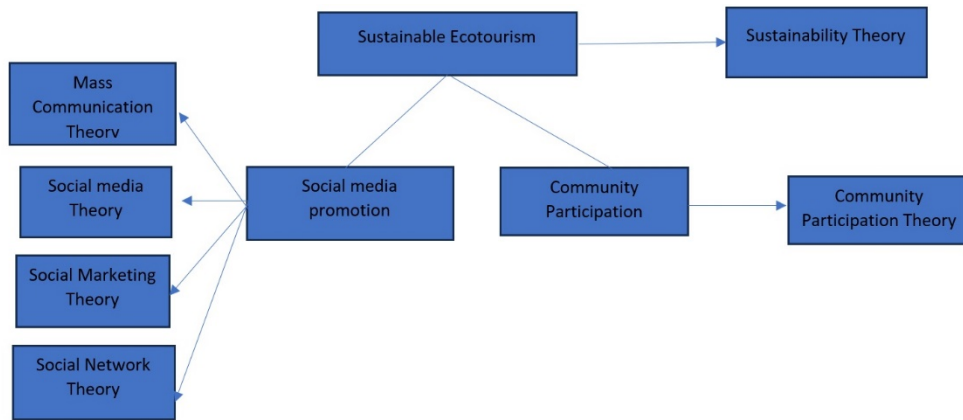 Sustainable Ecotourism
Sustainability Theory
Mass
Communication
Theory
Social media
Theory
Social media
promotion
Community
Participation
Community
Participation Theory
Social Marketing
Theory
Social Network
Theory